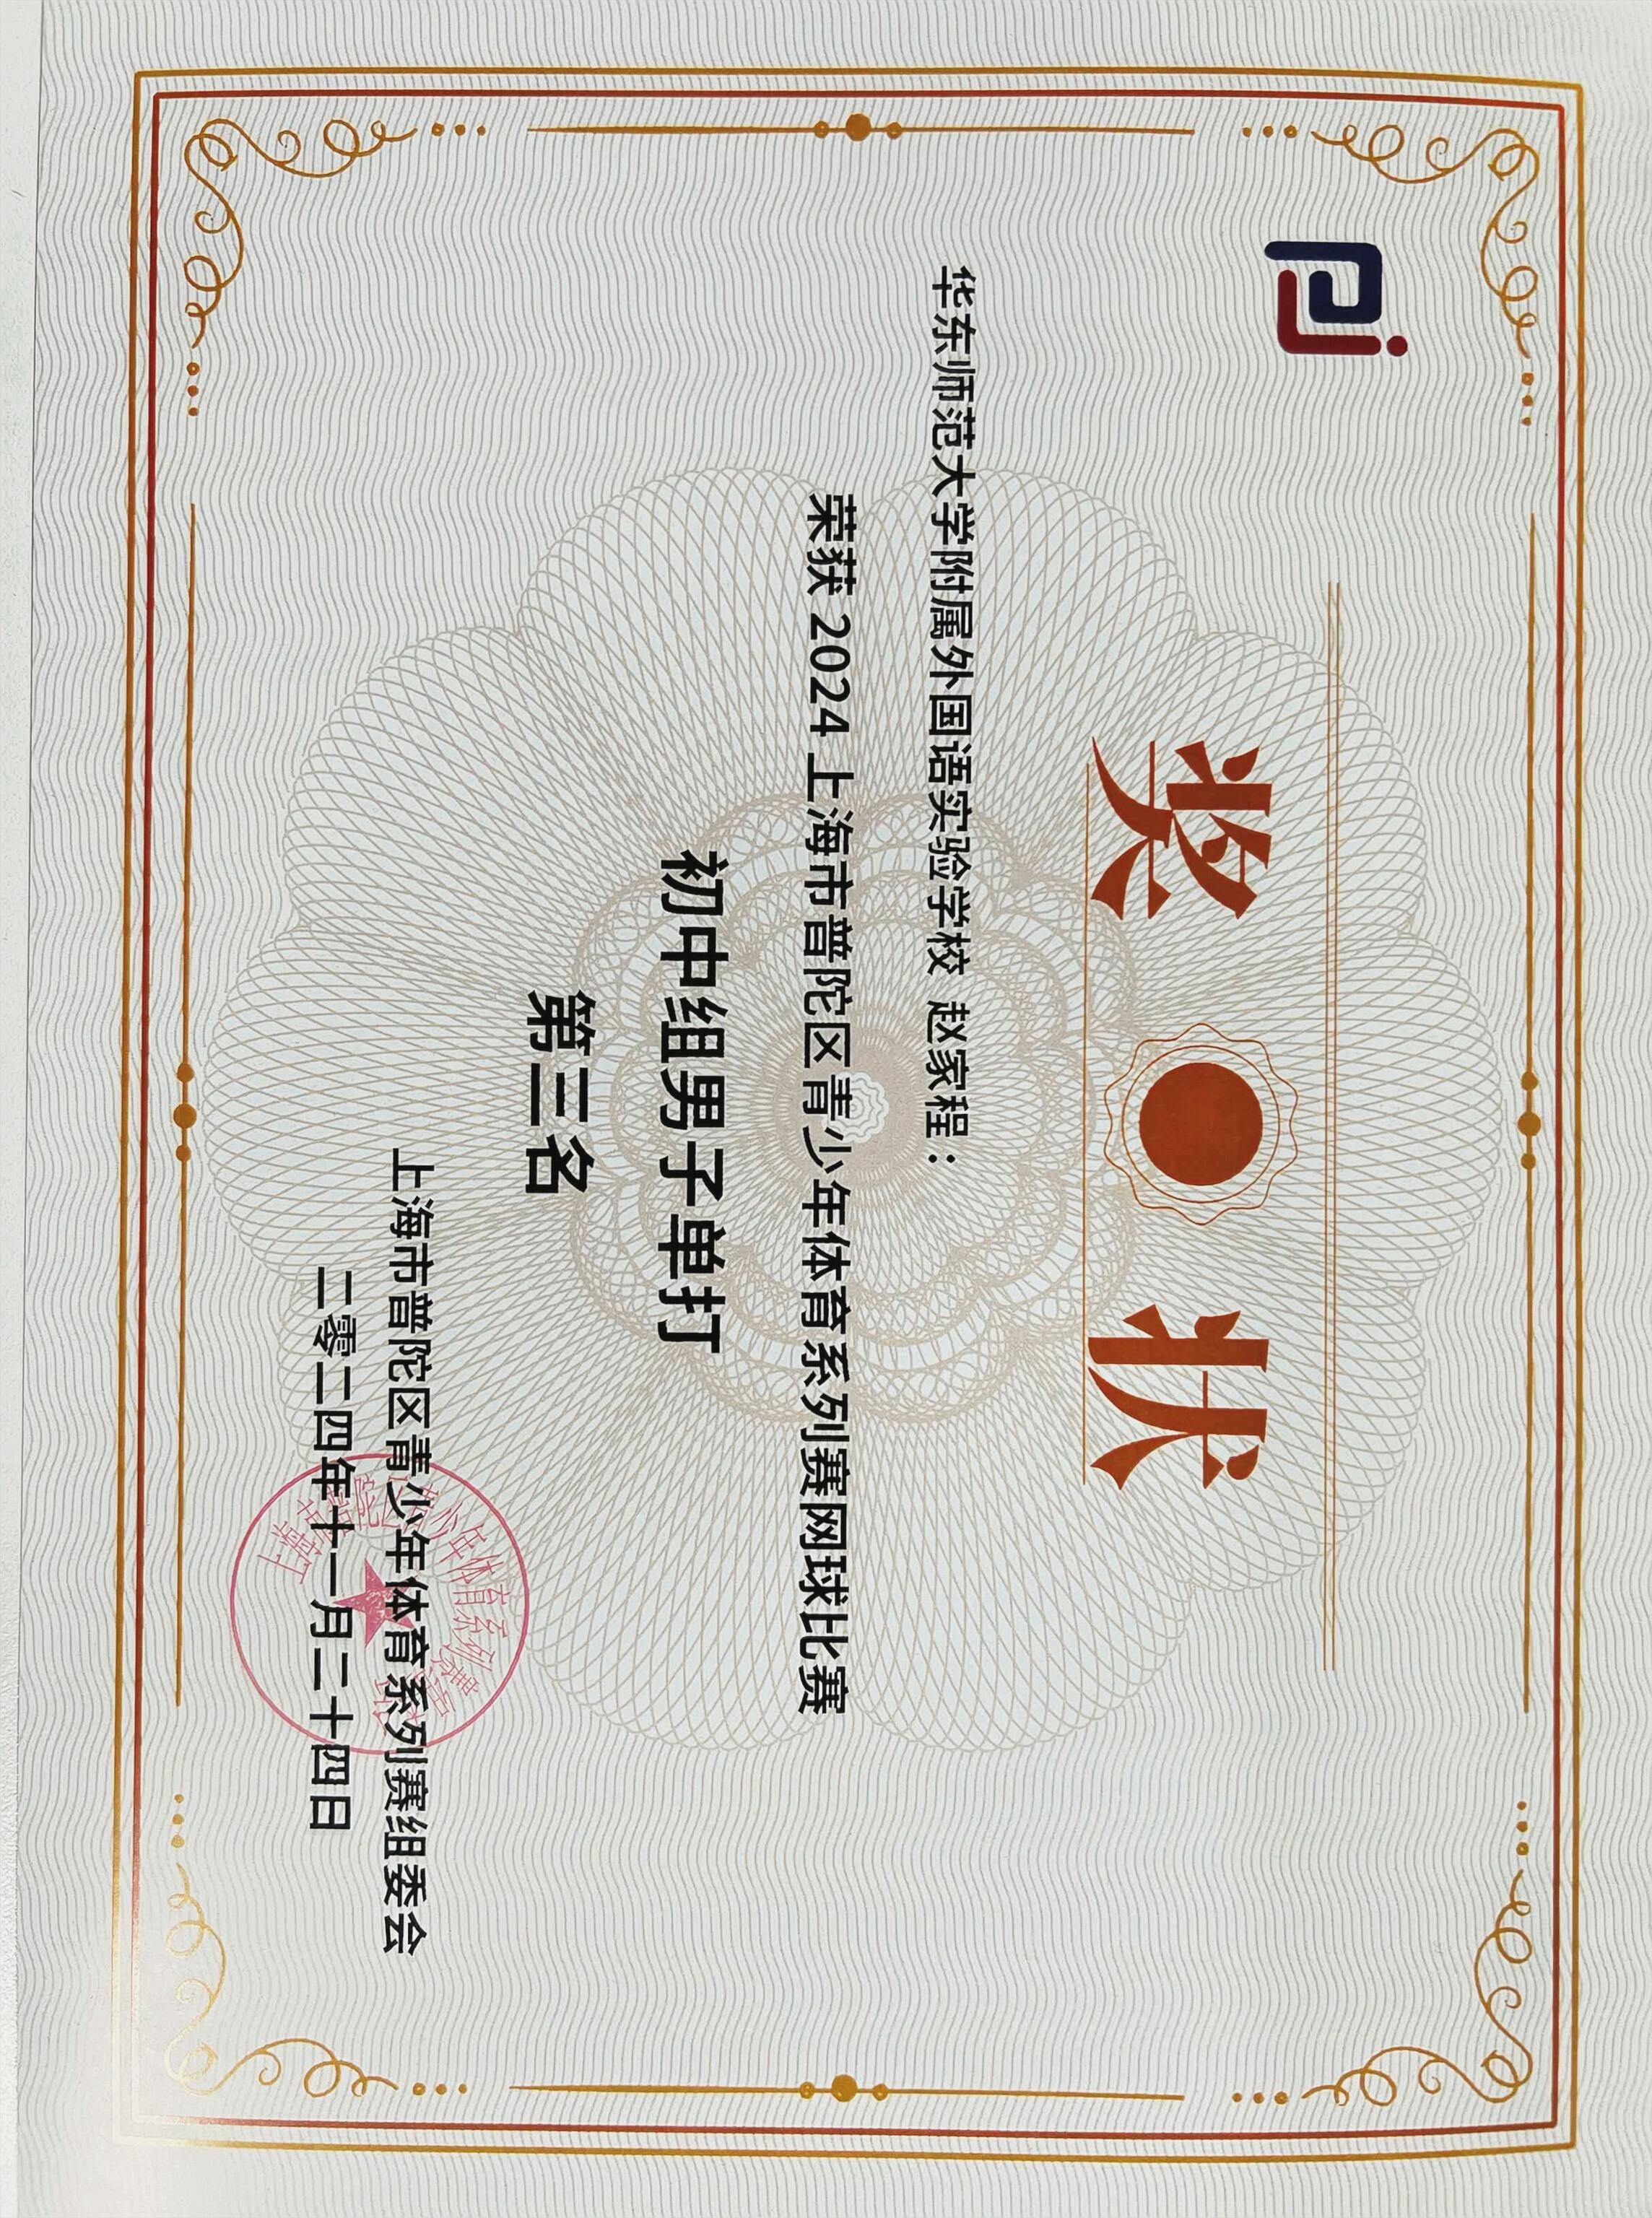 奖 状
华东师范大学附属外国语实验学校 赵家程：
荣获 2024 上海市普陀区青少年体育系列赛网球比赛
初中组男子单打
第三名
上海市普陀区青少年体育系列赛组委会
二零二四年十一月二十四日